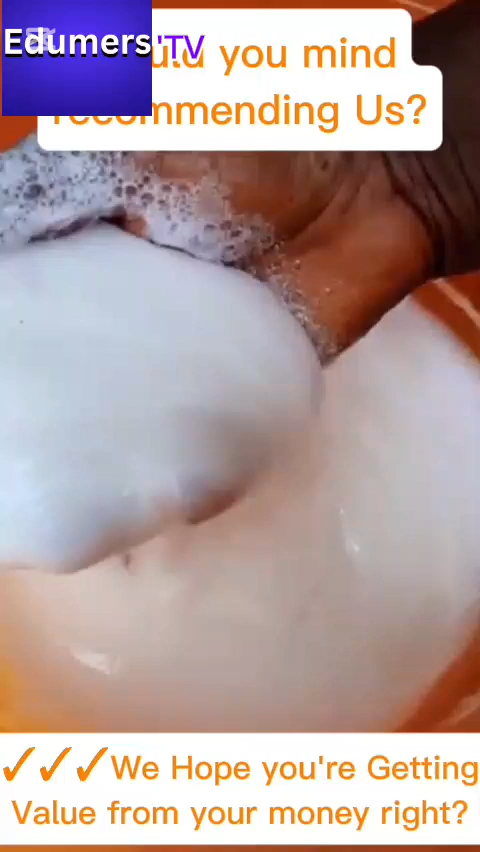 Edumers'TV
you mind
recommending Us?
✓✓✓We Hope you're Getting
Value from your money right?